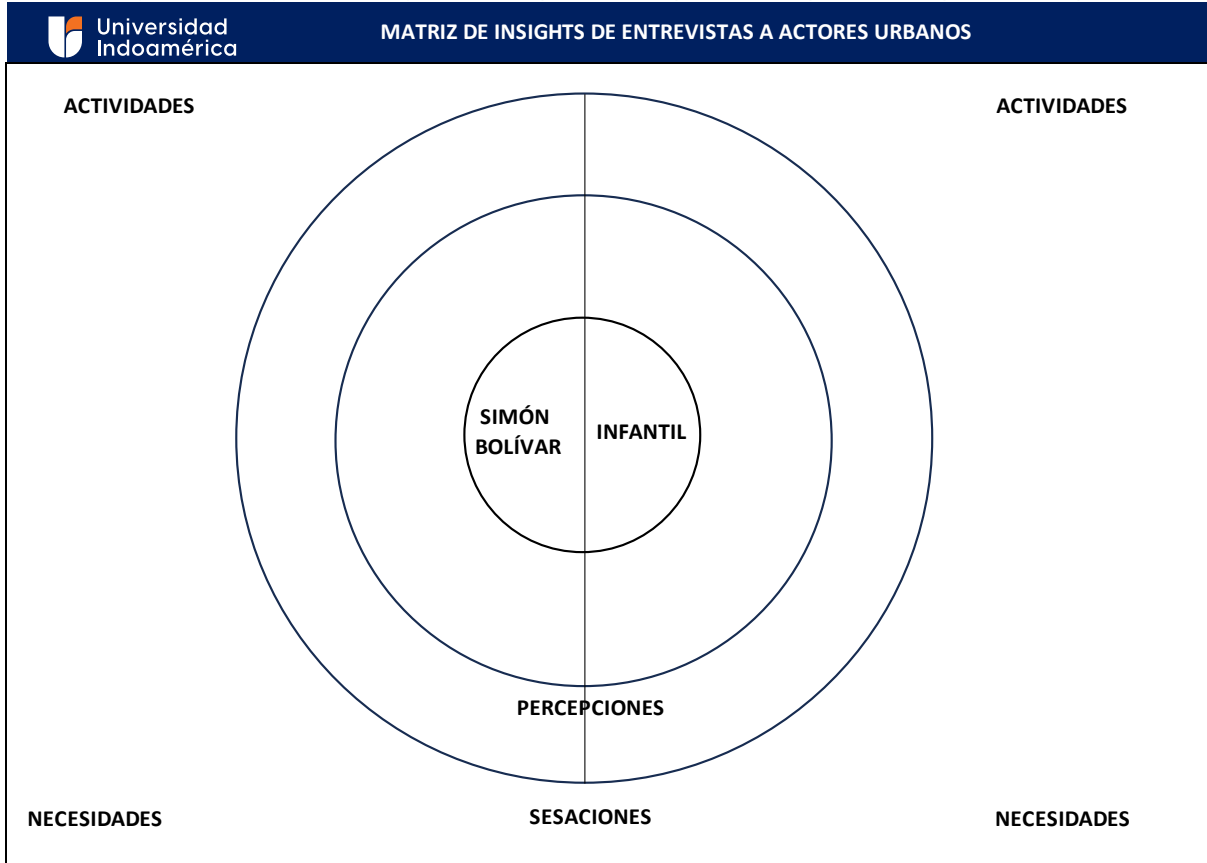 Universidad
Indoamérica
MATRIZ DE INSIGHTS DE ENTREVISTAS A ACTORES URBANOS
ACTIVIDADES
ACTIVIDADES
SIMÓN
BOLÍVAR
INFANTIL
PERCEPCIONES
NECESIDADES
SESACIONES
NECESIDADES